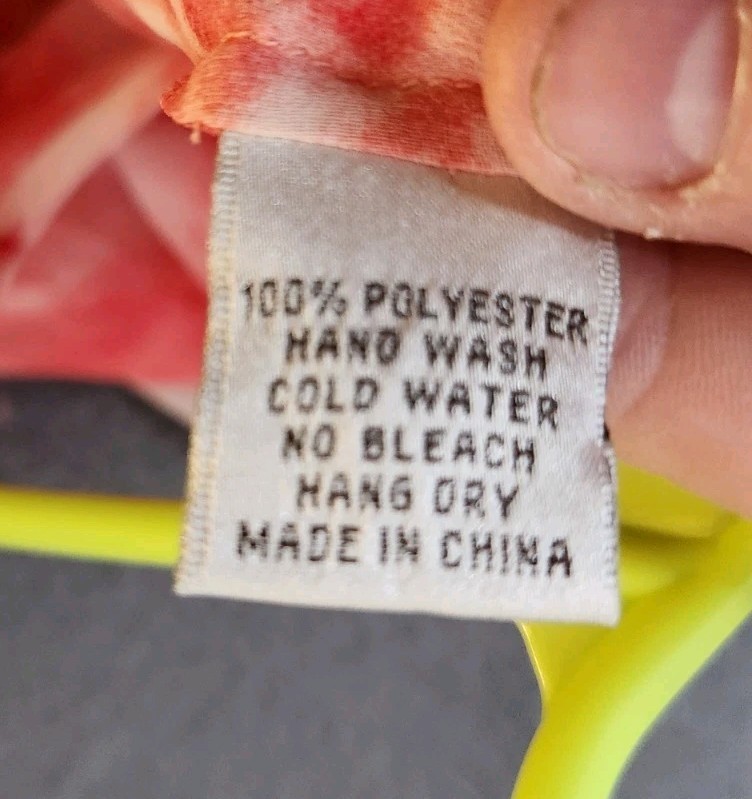 100% POLYESTER
HAND WASH
COLD WATER
NO BLEACH
HANG DRY
MADE IN CHINA